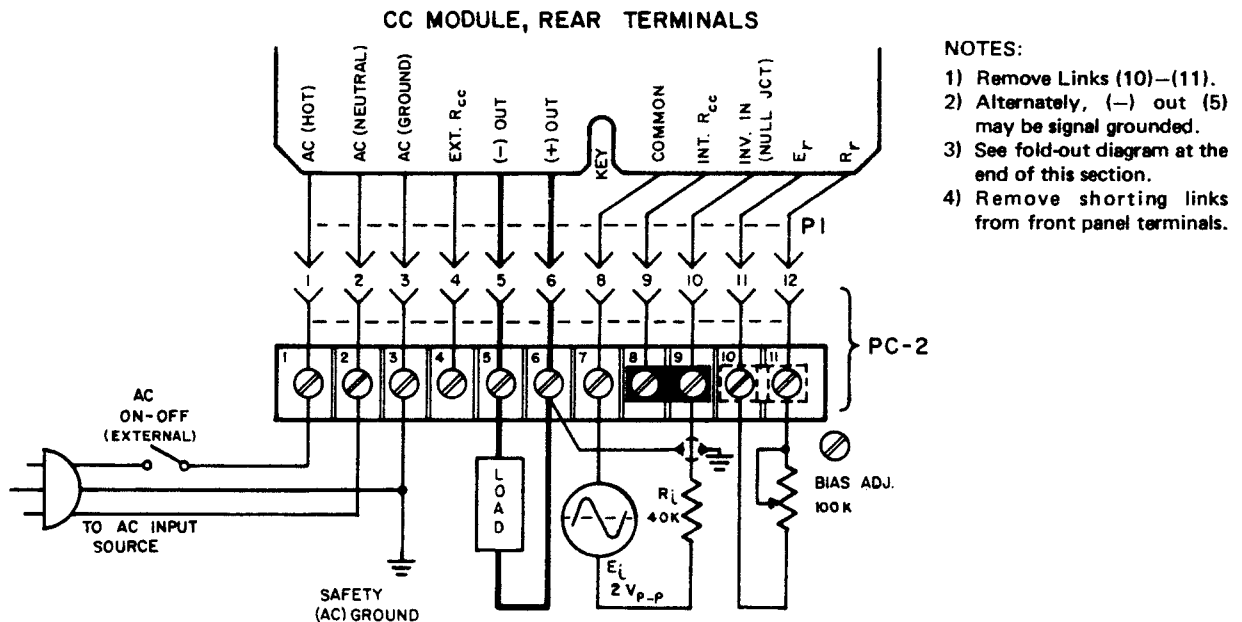 CC MODULE, REAR TERMINALS
AC (HOT)
AC (NEUTRAL)
AC (GROUND)
EXT. Rcc
(-) OUT
(+) OUT
KEY
COMMON
INT. Rcc
INV. IN
(NULL JCT)
Er
Rr
P1
1 2 3 4 5 6 8 9 10 11 12
PC-2
1 2 3 4 5 6 7 8 9 10 11
AC
ON-OFF
(EXTERNAL)
TO AC INPUT
SOURCE
SAFETY
(AC) GROUND
LOAD
Ei
2 Vp-p
Ri
40K
BIAS ADJ.
100K
NOTES:
1) Remove Links (10)–(11).
2) Alternately, (–) out (5)
may be signal grounded.
3) See fold-out diagram at the
end of this section.
4) Remove shorting links
from front panel terminals.